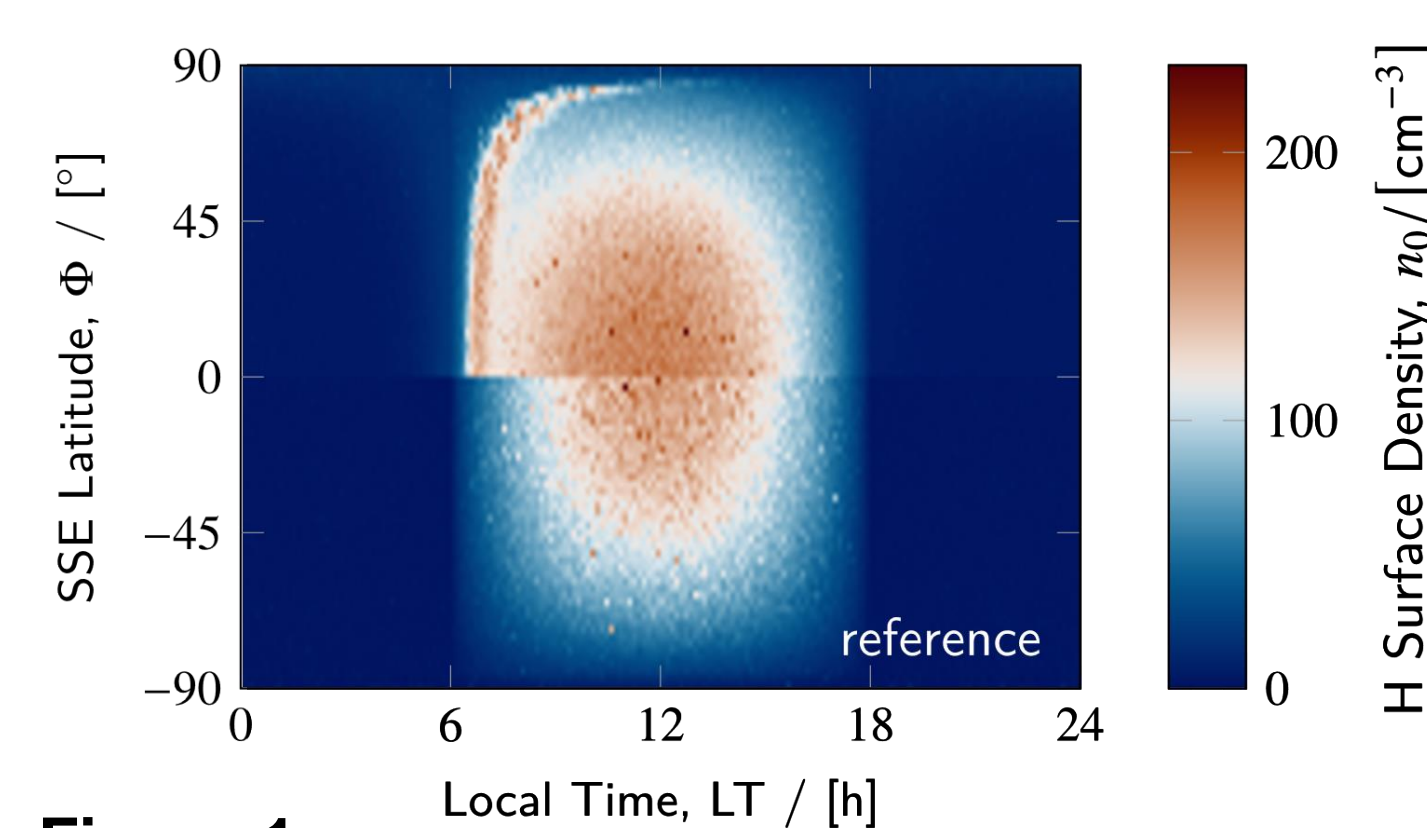 90
45
0
−45
−90
SSE Latitude, Φ / [°]
reference
0 6 12 18 24
Local Time, LT / [h]
200
100
0
H Surface Density, n₀/ [cm⁻³]